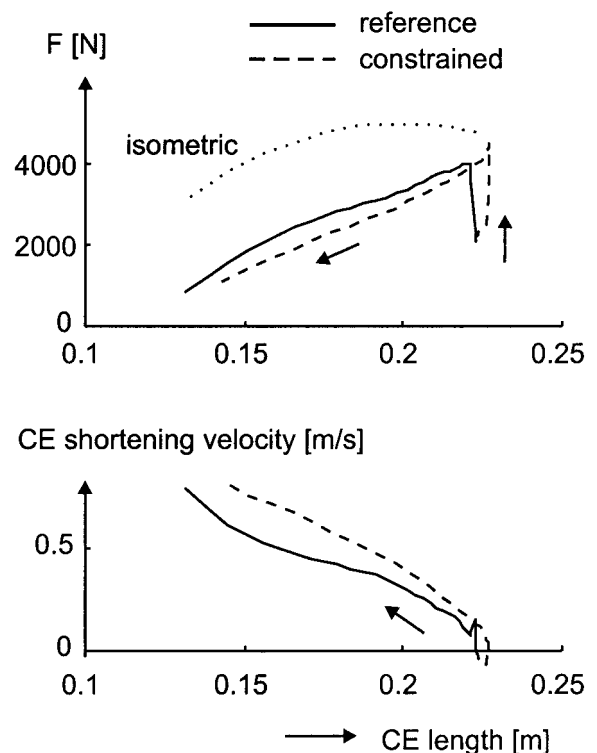 reference
F [N]
constrained
isometric
4000
2000
0
0.1
0.15
0.2
0.25
CE shortening velocity [m/s]
0.5
0
0.1
0.15
0.2
0.25
CE length [m]